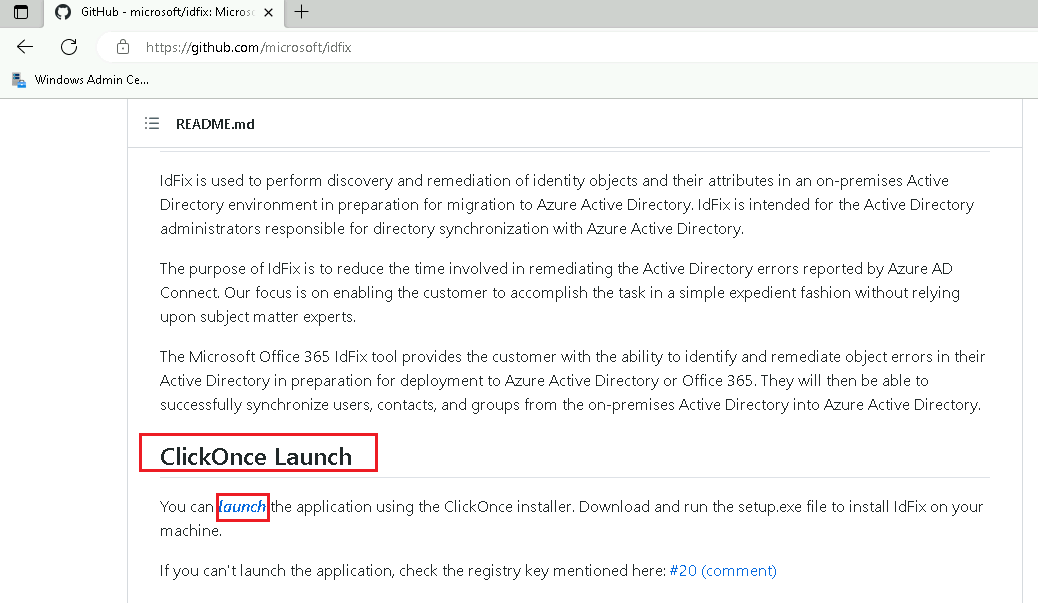 GitHub - microsoft/idfix: Micros
https://github.com/microsoft/idfix
Windows Admin Ce...
README.md
IdFix is used to perform discovery and remediation of identity objects and their attributes in an on-premises Active
Directory environment in preparation for migration to Azure Active Directory. IdFix is intended for the Active Directory
administrators responsible for directory synchronization with Azure Active Directory.
The purpose of IdFix is to reduce the time involved in remediating the Active Directory errors reported by Azure AD
Connect. Our focus is on enabling the customer to accomplish the task in a simple expedient fashion without relying
upon subject matter experts.
The Microsoft Office 365 IdFix tool provides the customer with the ability to identify and remediate object errors in their
Active Directory in preparation for deployment to Azure Active Directory or Office 365. They will then be able to
successfully synchronize users, contacts, and groups from the on-premises Active Directory into Azure Active Directory.
ClickOnce Launch
You can launch the application using the ClickOnce installer. Download and run the setup.exe file to install IdFix on your
machine.
If you can't launch the application, check the registry key mentioned here: #20 (comment)